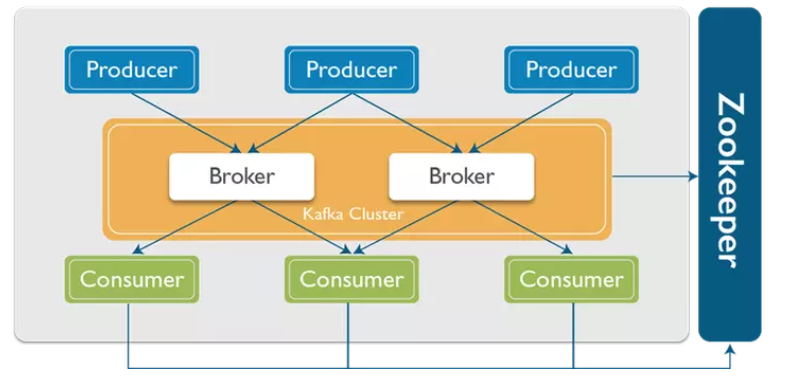 Producer
Producer
Producer
Broker
Broker
Kafka Cluster
Consumer
Consumer
Consumer
Zookeeper